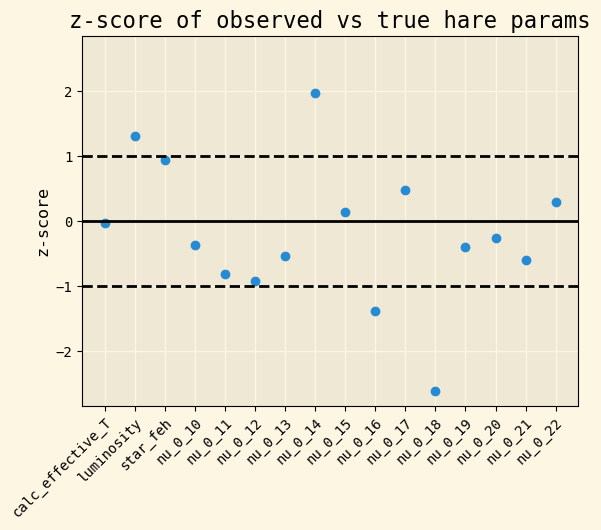 z-score of observed vs true hare params
z-score
2
1
0
−1
−2
calc_effective_T
luminosity
star_feh
nu_0_10
nu_0_11
nu_0_12
nu_0_13
nu_0_14
nu_0_15
nu_0_16
nu_0_17
nu_0_18
nu_0_19
nu_0_20
nu_0_21
nu_0_22